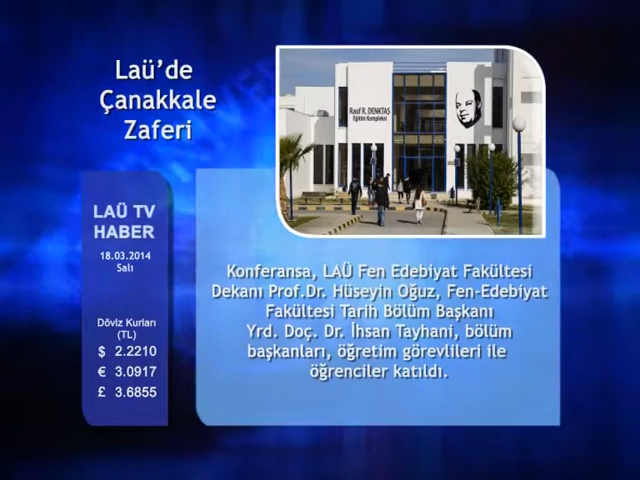 Laü'de
Çanakkale
Zaferi
Rauf R. DENKTAŞ
Eğitim Kompleksi
LAÜ TV
HABER
18.03.2014
Salı
Döviz Kurları
(TL)
$ 2.2210
€ 3.0917
£ 3.6855
Konferansa, LAÜ Fen Edebiyat Fakültesi
Dekanı Prof.Dr. Hüseyin Oğuz, Fen-Edebiyat
Fakültesi Tarih Bölüm Başkanı
Yrd. Doç. Dr. İhsan Tayhani, bölüm
başkanları, öğretim görevlileri ile
öğrenciler katıldı.